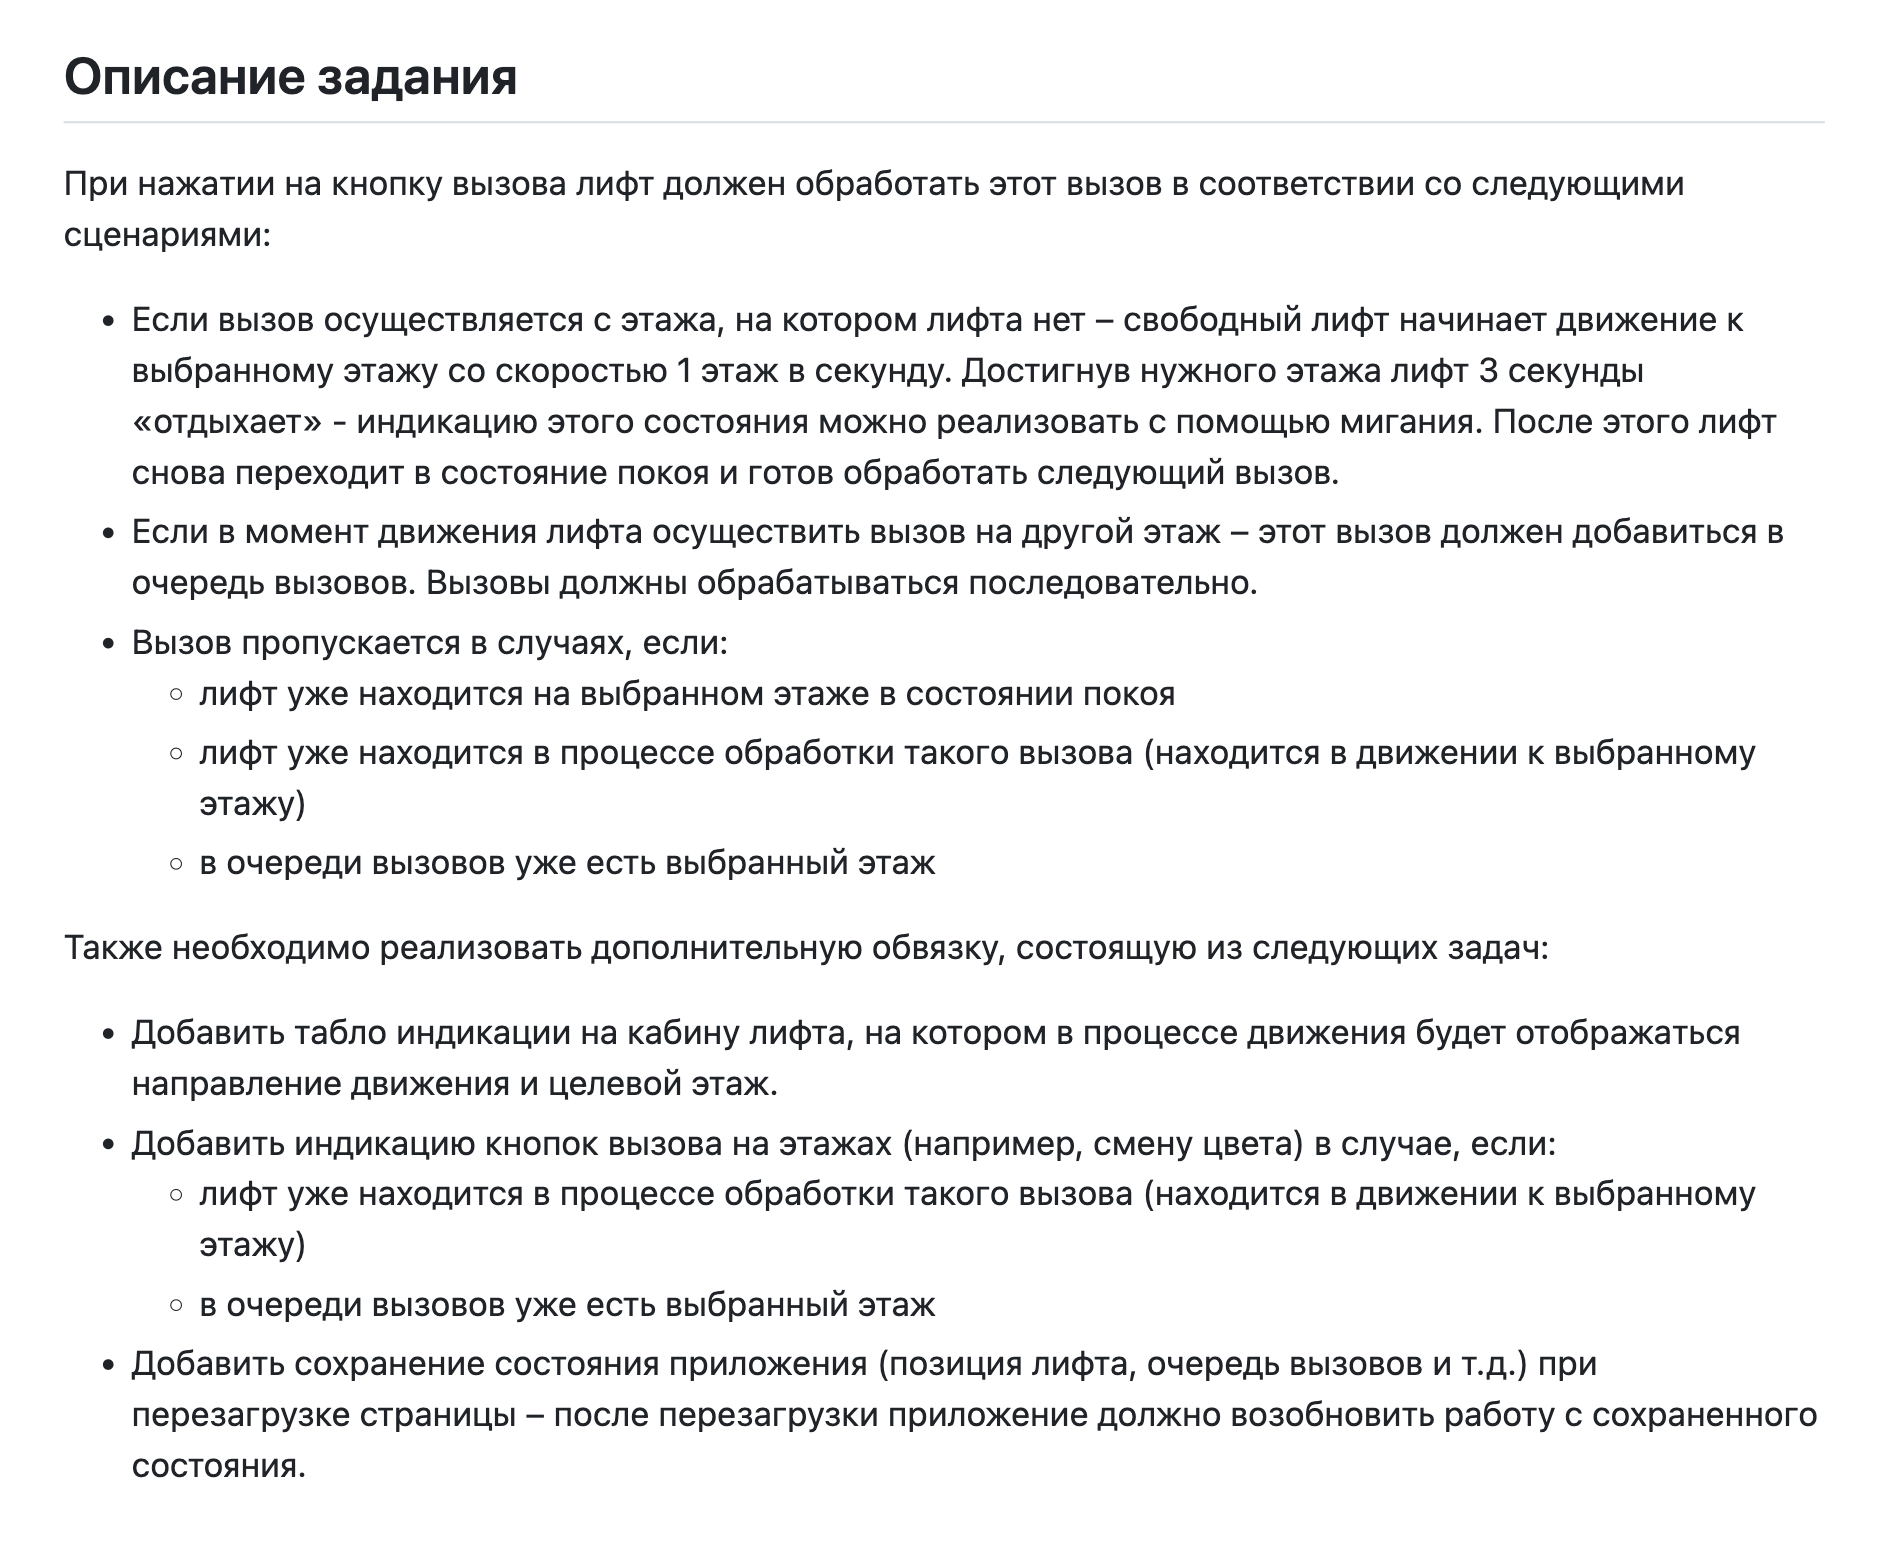 Описание задания
При нажатии на кнопку вызова лифт должен обработать этот вызов в соответствии со следующими
сценариями:
• Если вызов осуществляется с этажа, на котором лифта нет – свободный лифт начинает движение к
выбранному этажу со скоростью 1 этаж в секунду. Достигнув нужного этажа лифт 3 секунды
«отдыхает» - индикацию этого состояния можно реализовать с помощью мигания. После этого лифт
снова переходит в состояние покоя и готов обработать следующий вызов.
• Если в момент движения лифта осуществить вызов на другой этаж – этот вызов должен добавиться в
очередь вызовов. Вызовы должны обрабатываться последовательно.
• Вызов пропускается в случаях, если:
◦ лифт уже находится на выбранном этаже в состоянии покоя
◦ лифт уже находится в процессе обработки такого вызова (находится в движении к выбранному
этажу)
◦ в очереди вызовов уже есть выбранный этаж
Также необходимо реализовать дополнительную обвязку, состоящую из следующих задач:
• Добавить табло индикации на кабину лифта, на котором в процессе движения будет отображаться
направление движения и целевой этаж.
• Добавить индикацию кнопок вызова на этажах (например, смену цвета) в случае, если:
◦ лифт уже находится в процессе обработки такого вызова (находится в движении к выбранному
этажу)
◦ в очереди вызовов уже есть выбранный этаж
• Добавить сохранение состояния приложения (позиция лифта, очередь вызовов и т.д.) при
перезагрузке страницы – после перезагрузки приложение должно возобновить работу с сохраненного
состояния.